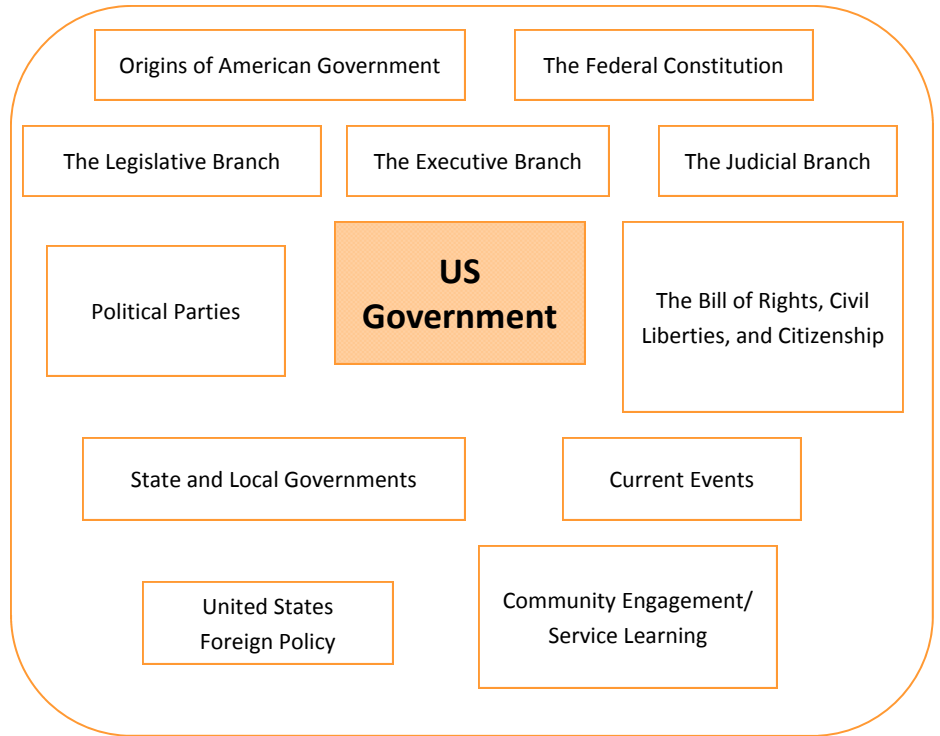 Origins of American Government
The Federal Constitution
The Legislative Branch
The Executive Branch
The Judicial Branch
Political Parties
US
Government
The Bill of Rights, Civil
Liberties, and Citizenship
State and Local Governments
Current Events
United States
Foreign Policy
Community Engagement/
Service Learning